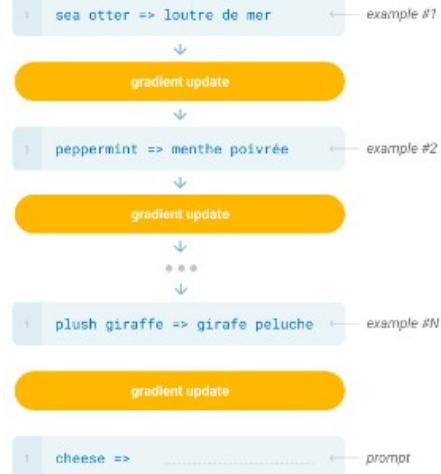 1 sea otter => loutre de mer example #1
gradient update
1 peppermint => menthe poivrée example #2
gradient update
1 plush giraffe => girafe peluche example #N
gradient update
1 cheese => prompt